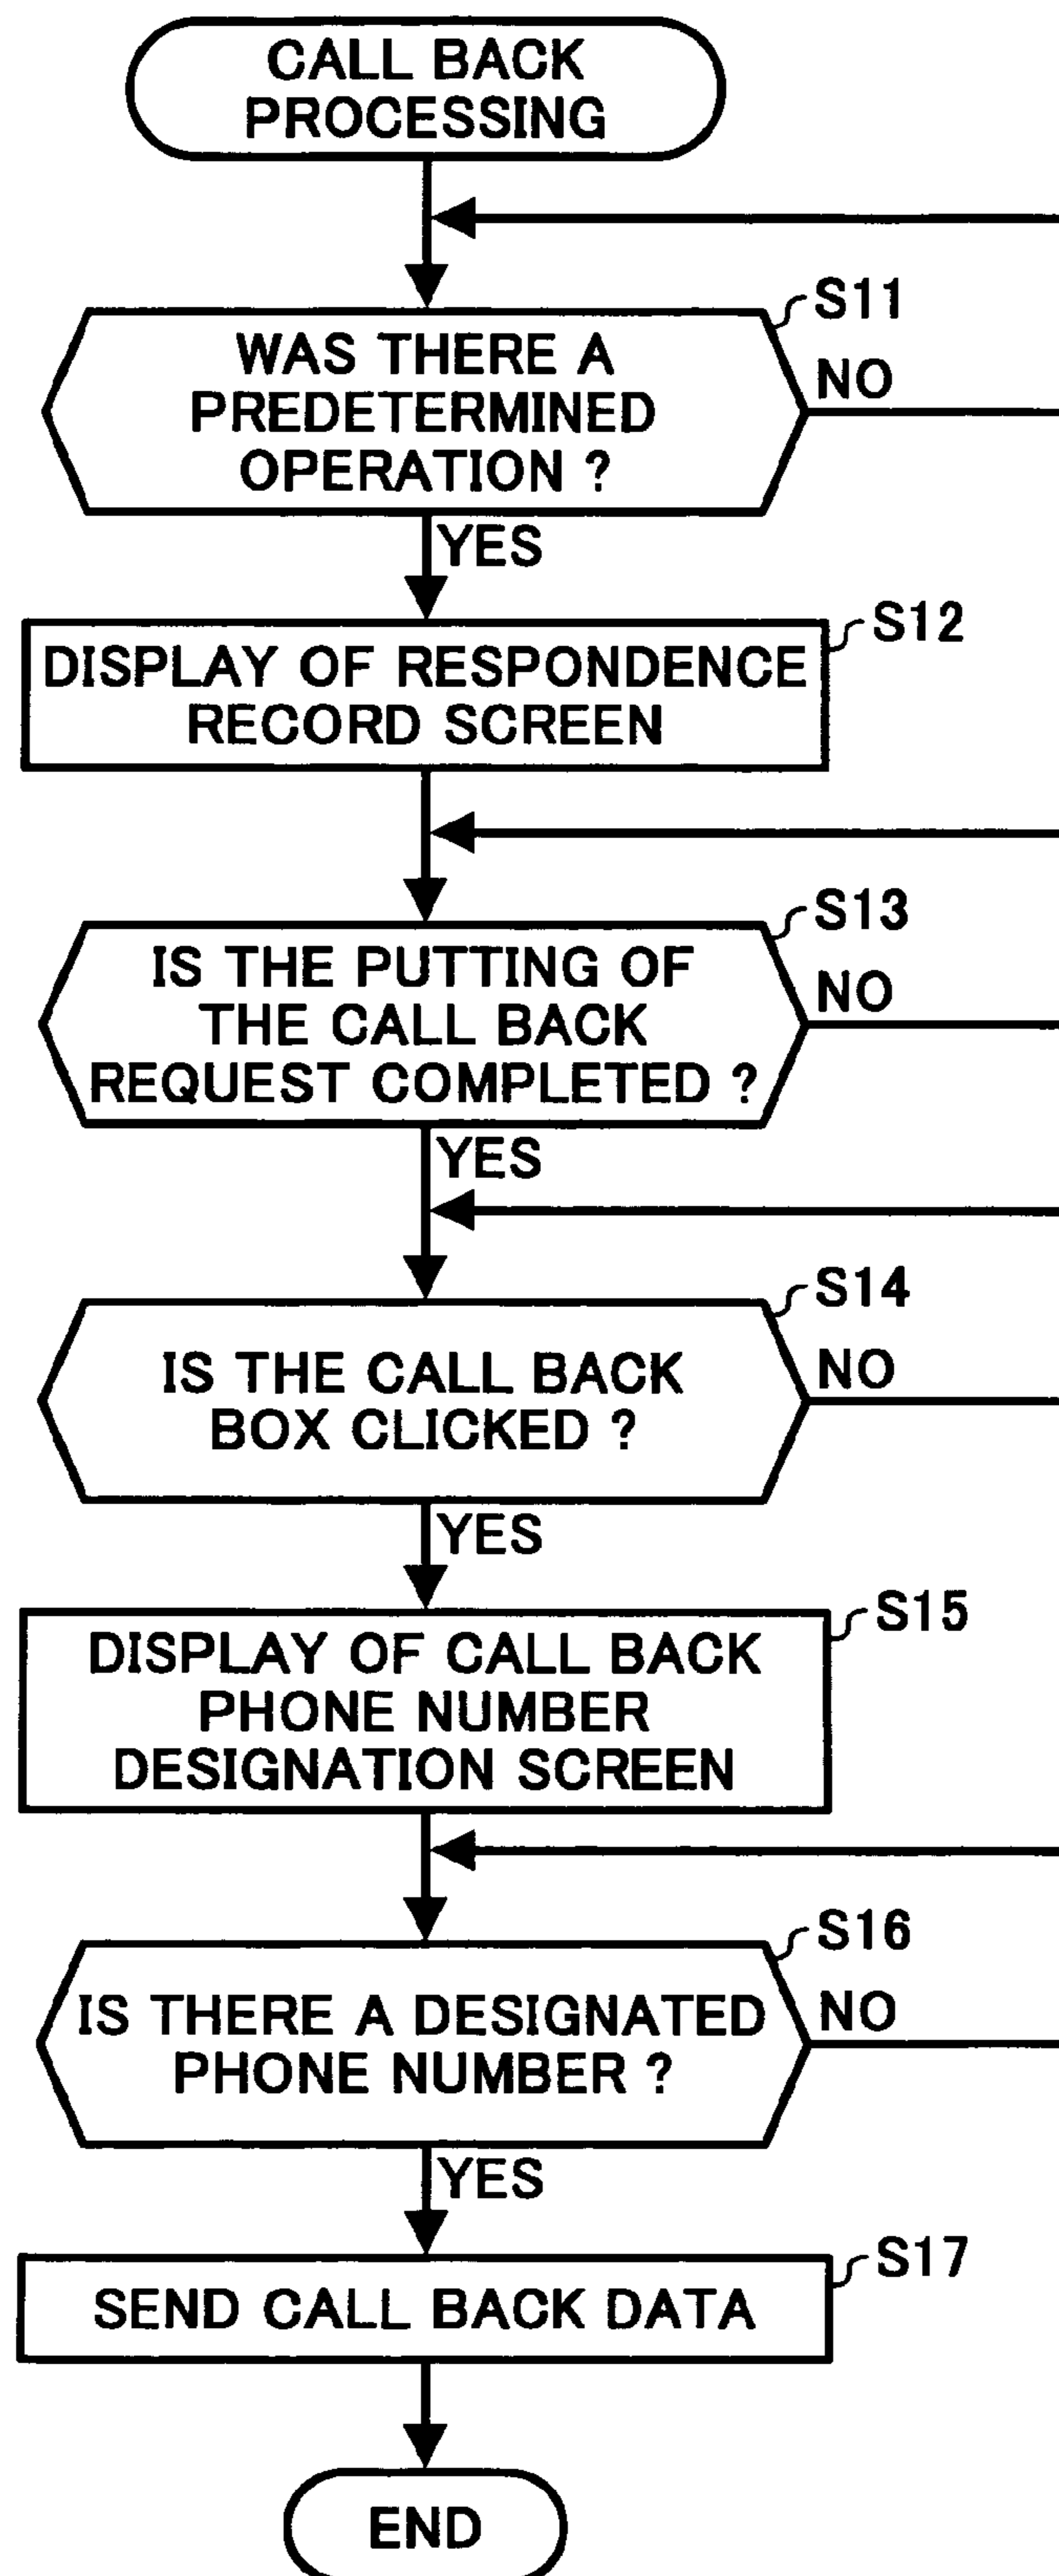 CALL BACK
PROCESSING
S11
WAS THERE A
PREDETERMINED
OPERATION ?
NO
YES
S12
DISPLAY OF RESPONDENCE
RECORD SCREEN
S13
IS THE PUTTING OF
THE CALL BACK
REQUEST COMPLETED ?
NO
YES
S14
IS THE CALL BACK
BOX CLICKED ?
NO
YES
S15
DISPLAY OF CALL BACK
PHONE NUMBER
DESIGNATION SCREEN
S16
IS THERE A DESIGNATED
PHONE NUMBER ?
NO
YES
S17
SEND CALL BACK DATA
END